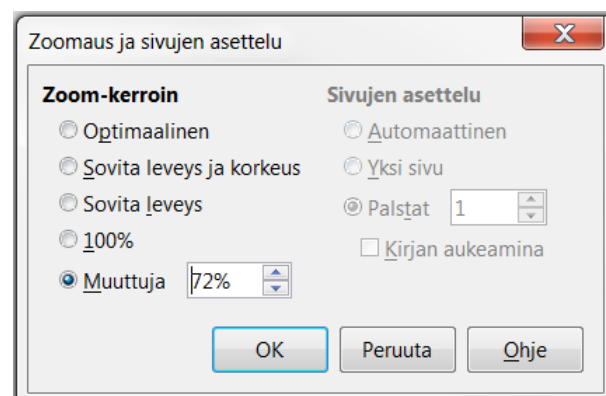 Zoomaus ja sivujen asettelu
Zoom-kerroin
Optimaalinen
Sovita leveys ja korkeus
Sovita leveys
100%
Muuttuja 72%
Sivujen asettelu
Automaattinen
Yksi sivu
Palstat 1
Kirjan aukeamina
OK Peruuta Ohje